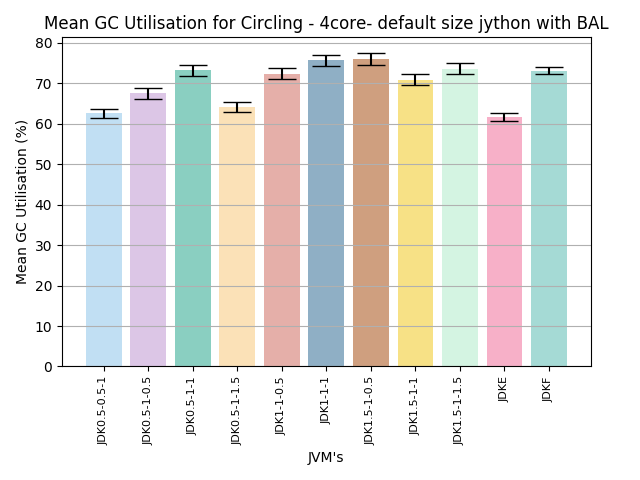 Mean GC Utilisation for Circling - 4core- default size jython with BAL
Mean GC Utilisation (%)
80
70
60
50
40
30
20
10
0
JDK0.5-0.5-1
JDK0.5-1-0.5
JDK0.5-1-1
JDK0.5-1-1.5
JDK1-1-0.5
JDK1-1-1
JDK1.5-1-0.5
JDK1.5-1-1
JDK1.5-1-1.5
JDKE
JDKF
JVM's